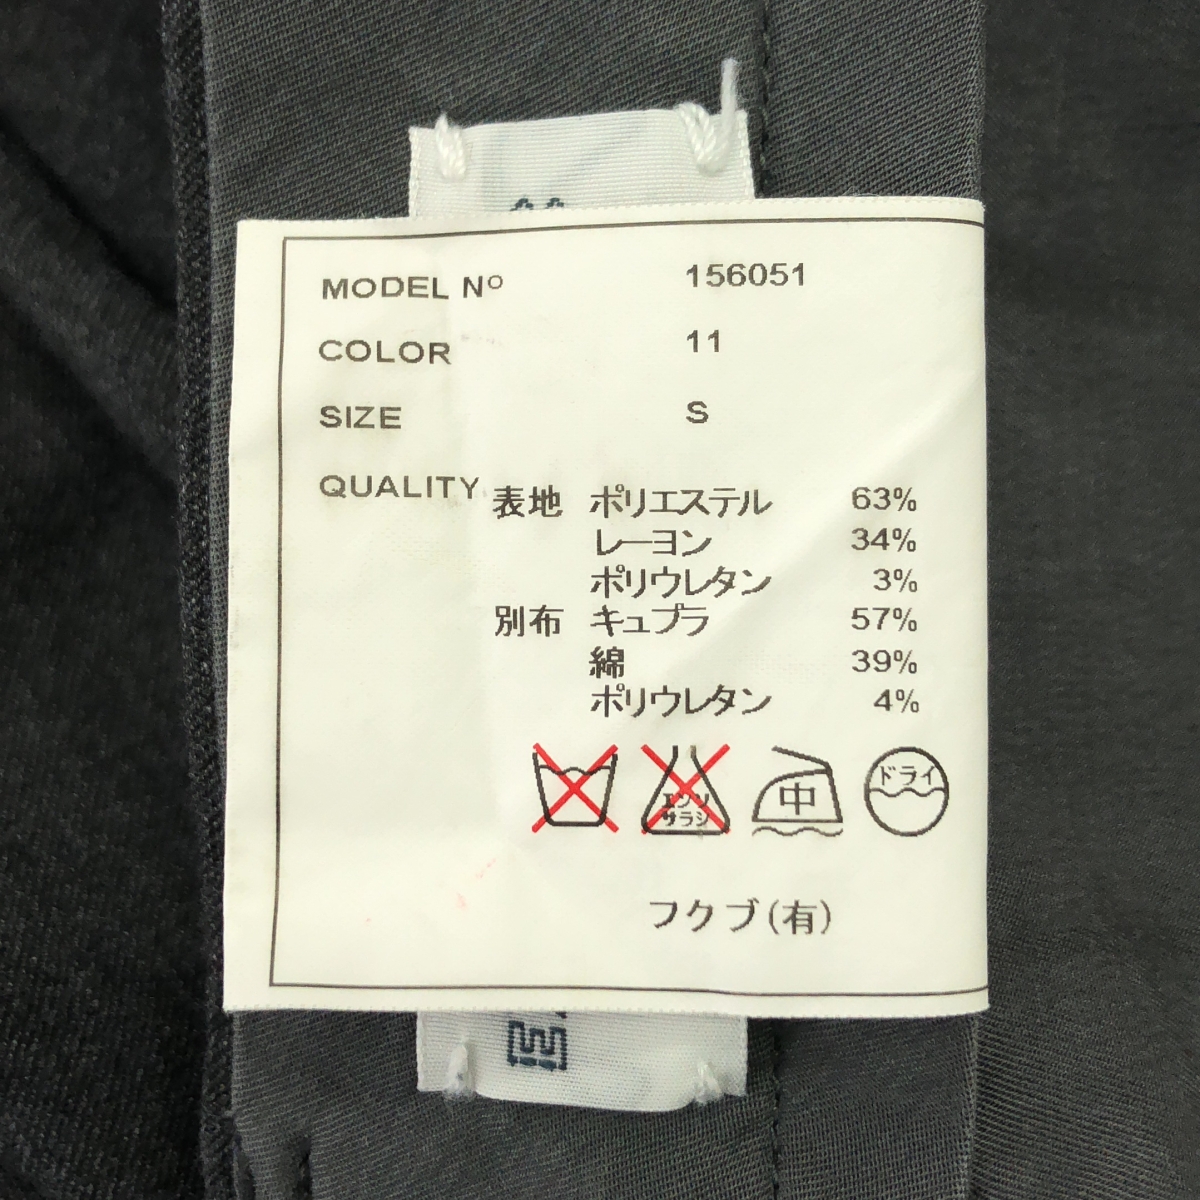 MODEL Nº 156051
COLOR 11
SIZE S
QUALITY 表地 ポリエステル 63%
レーヨン 34%
ポリウレタン 3%
別布 キュプラ 57%
綿 39%
ポリウレタン 4%
エンソ サラシ 中 ドライ
フクブ(有)